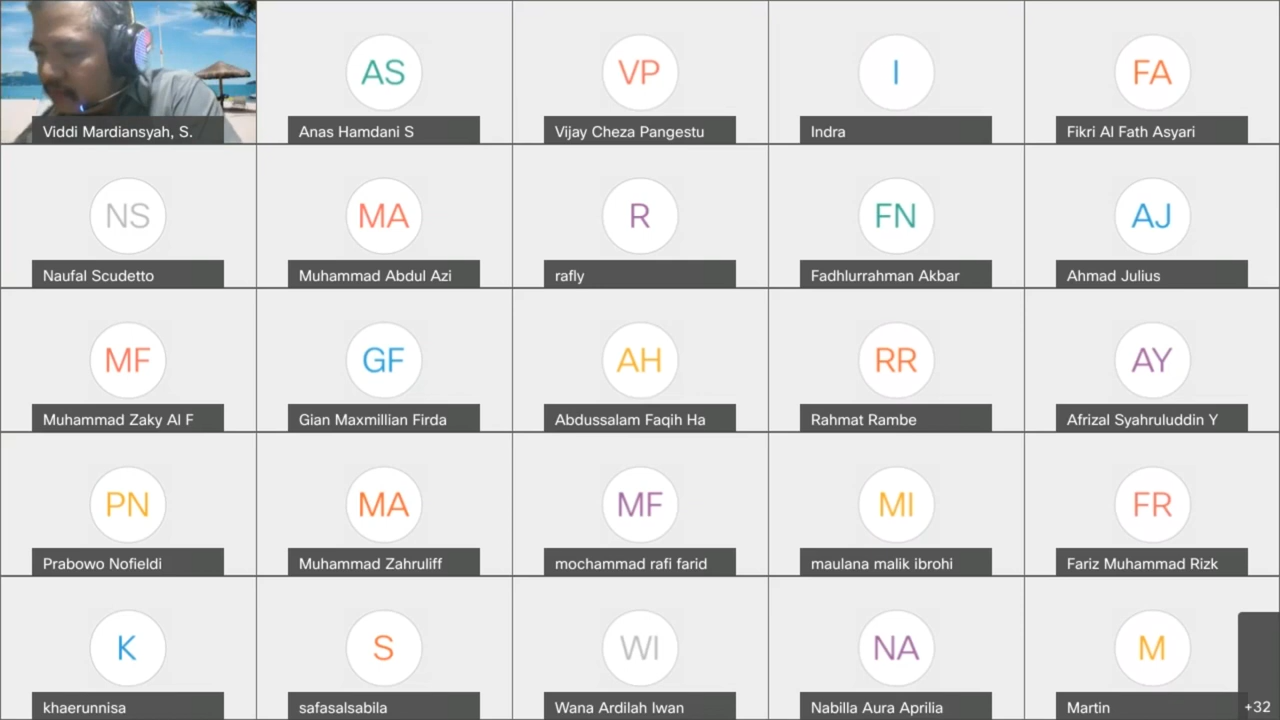 Viddi Mardiansyah, S.
AS
Anas Hamdani S
VP
Vijay Cheza Pangestu
I
Indra
FA
Fikri Al Fath Asyari
NS
Naufal Scudetto
MA
Muhammad Abdul Azi
R
rafly
FN
Fadhlurrahman Akbar
AJ
Ahmad Julius
MF
Muhammad Zaky Al F
GF
Gian Maxmillian Firda
AH
Abdussalam Faqih Ha
RR
Rahmat Rambe
AY
Afrizal Syahruluddin Y
PN
Prabowo Nofieldi
MA
Muhammad Zahruliff
MF
mochammad rafi farid
MI
maulana malik ibrohi
FR
Fariz Muhammad Rizk
K
khaerunnisa
S
safasalsabila
WI
Wana Ardilah Iwan
NA
Nabilla Aura Aprilia
M
Martin
+32